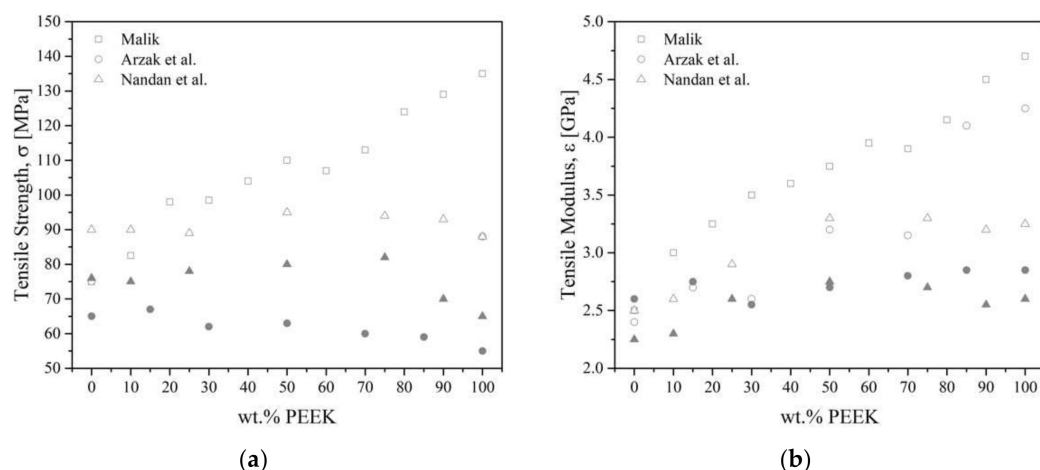 150
140
130
120
110
100
90
80
70
60
50
Tensile Strength, σ [MPa]
Malik
Arzak et al.
Nandan et al.
0 10 20 30 40 50 60 70 80 90 100
wt.% PEEK
(a)
5.0
4.5
4.0
3.5
3.0
2.5
2.0
Tensile Modulus, ε [GPa]
Malik
Arzak et al.
Nandan et al.
0 10 20 30 40 50 60 70 80 90 100
wt.% PEEK
(b)